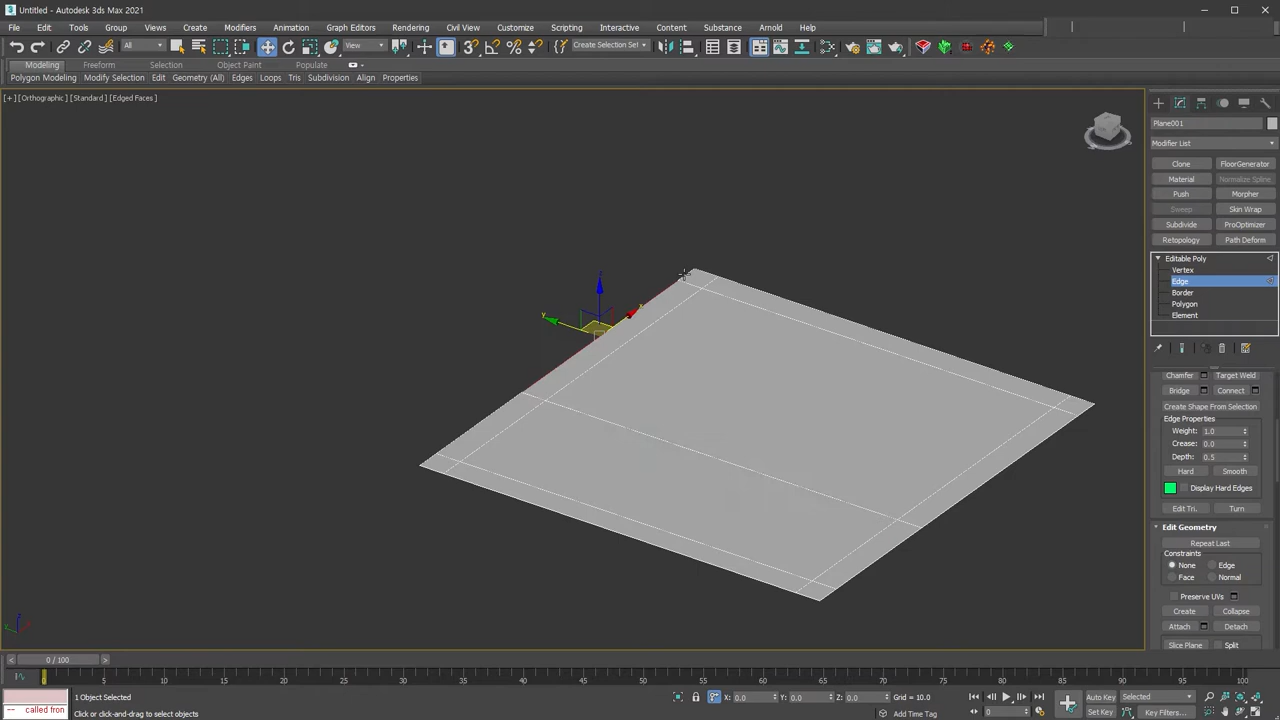 Untitled - Autodesk 3ds Max 2021
File Edit Tools Group Views Create Modifiers Animation Graph Editors Rendering Civil View Customize Scripting Interactive Content Substance Arnold Help
All View Create Selection Set
Modeling Freeform Selection Object Paint Populate
Polygon Modeling Modify Selection Edit Geometry (All) Edges Loops Tris Subdivision Align Properties
[+] [Orthographic] [Standard] [Edged Faces]
Plane001
Modifier List
Clone FloorGenerator
Material Normalize Spline
Push Morpher
Sweep Skin Wrap
Subdivide ProOptimizer
Retopology Path Deform
Editable Poly
Vertex
Edge
Border
Polygon
Element
Chamfer Target Weld
Bridge Connect
Create Shape From Selection
Edge Properties
Weight: 1.0
Crease: 0.0
Depth: 0.5
Hard Smooth
Display Hard Edges
Edit Tri. Turn
Edit Geometry
Repeat Last
Constraints
None Edge
Face Normal
Preserve UVs
Create Collapse
Attach Detach
Slice Plane Split
z
y
x
< 0 / 100 >
0 5 10 15 20 25 30 35 40 45 50 55 60 65 70 75 80 85 90 95 100
1 Object Selected X: 0.0 Y: 0.0 Z: 0.0 Grid = 10.0 Auto Key Selected
-- called fron Click or click-and-drag to select objects Add Time Tag 0 Set Key Key Filters...